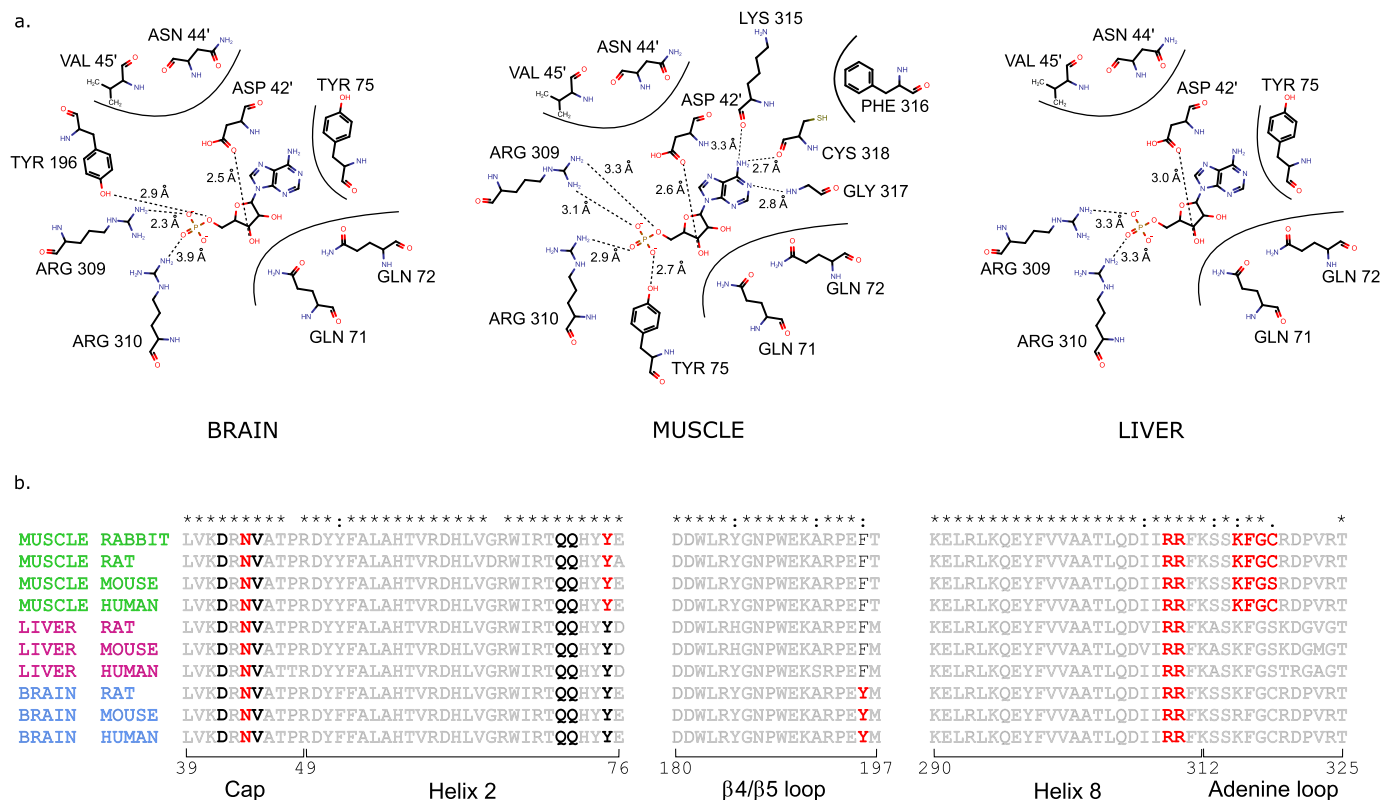 a.
VAL 45'
ASN 44'
ASP 42'
TYR 75
TYR 196
2.9 Å
2.5 Å
2.3 Å
3.9 Å
ARG 309
ARG 310
GLN 72
GLN 71
BRAIN
LYS 315
VAL 45'
ASN 44'
ASP 42'
PHE 316
CYS 318
GLY 317
ARG 309
3.3 Å
3.3 Å
2.7 Å
2.6 Å
2.8 Å
3.1 Å
2.9 Å
2.7 Å
ARG 310
TYR 75
GLN 72
GLN 71
MUSCLE
VAL 45'
ASN 44'
ASP 42'
TYR 75
3.0 Å
3.3 Å
3.3 Å
ARG 309
ARG 310
GLN 72
GLN 71
LIVER
b.
MUSCLE RABBIT LVKDRNVATPRDYYFALAHTVRDHLVGRWIRTQQHYYE DDWLRYGNPWEKARPEFT KELRLKQEYFVVAATLQDIIRRFKSSKFGCRDPVRT
MUSCLE RAT LVKDRNVATPRDYYFALAHTVRDHLVDRWIRTQQHYYA DDWLRYGNPWEKARPEFT KELRLKQEYFVVAATLQDIIRRFKSSKFGCRDPVRT
MUSCLE MOUSE LVKDRNVATPRDYYFALAHTVRDHLVGRWIRTQQHYYE DDWLRYGNPWEKARPEFT KELRLKQEYFVVAATLQDIIRRFKSSKFGSRDPVRT
MUSCLE HUMAN LVKDRNVATPRDYYFALAHTVRDHLVGRWIRTQQHYYE DDWLRYGNPWEKARPEFT KELRLKQEYFVVAATLQDIIRRFKSSKFGCRDPVRT
LIVER RAT LVKDRNVATPRDYYFALAHTVRDHLVGRWIRTQQHYYD DDWLRHGNPWEKARPEFM KELRLKQEYFVVAATLQDVIRRFKASKFGSKDGVGT
LIVER MOUSE LVKDRNVATPRDYYFALAHTVRDHLVGRWIRTQQHYYD DDWLRHGNPWEKARPEFM KELRLKQEYFVVAATLQDVIRRFKASKFGSKDGMGT
LIVER HUMAN LVKDRNVATTRDYYFALAHTVRDHLVGRWIRTQQHYYD DDWLRYGNPWEKSRPEFM KELRLKQEYFVVAATLQDIIRRFKASKFGSTRGAGT
BRAIN RAT LVKDRNVATPRDYFFALAHTVRDHLVGRWIRTQQHYYE DDWLRYGNPWEKARPEYM KELRLKQEYFVVAATLQDIIRRFKSSKFGCRDPVRT
BRAIN MOUSE LVKDRNVATPRDYFFALAHTVRDHLVGRWIRTQQHYYE DDWLRYGNPWEKARPEYM KELRLKQEYFVVAATLQDIIRRFKSSKFGCRDPVRT
BRAIN HUMAN LVKDRNVATPRDYFFALAHTVRDHLVGRWIRTQQHYYE DDWLRYGNPWEKARPEYM KELRLKQEYFVVAATLQDIIRRFKSSKFGCRDPVRT
39 49 76 180 197 290 312 325
Cap Helix 2 β4/β5 loop Helix 8 Adenine loop